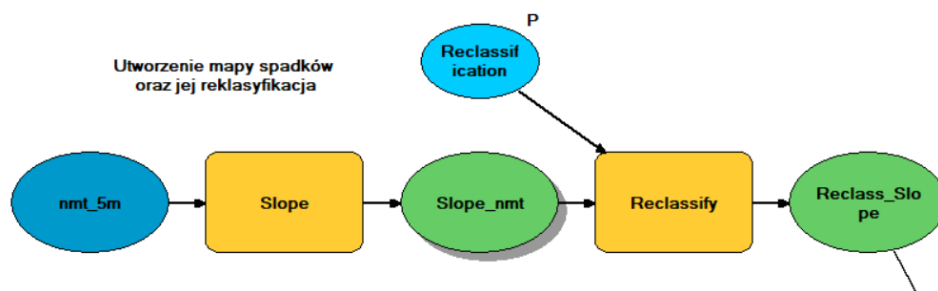 P
Reclassif
ication
Utworzenie mapy spadków
oraz jej reklasyfikacja
nmt_5m
Slope
Slope_nmt
Reclassify
Reclass_Slo
pe